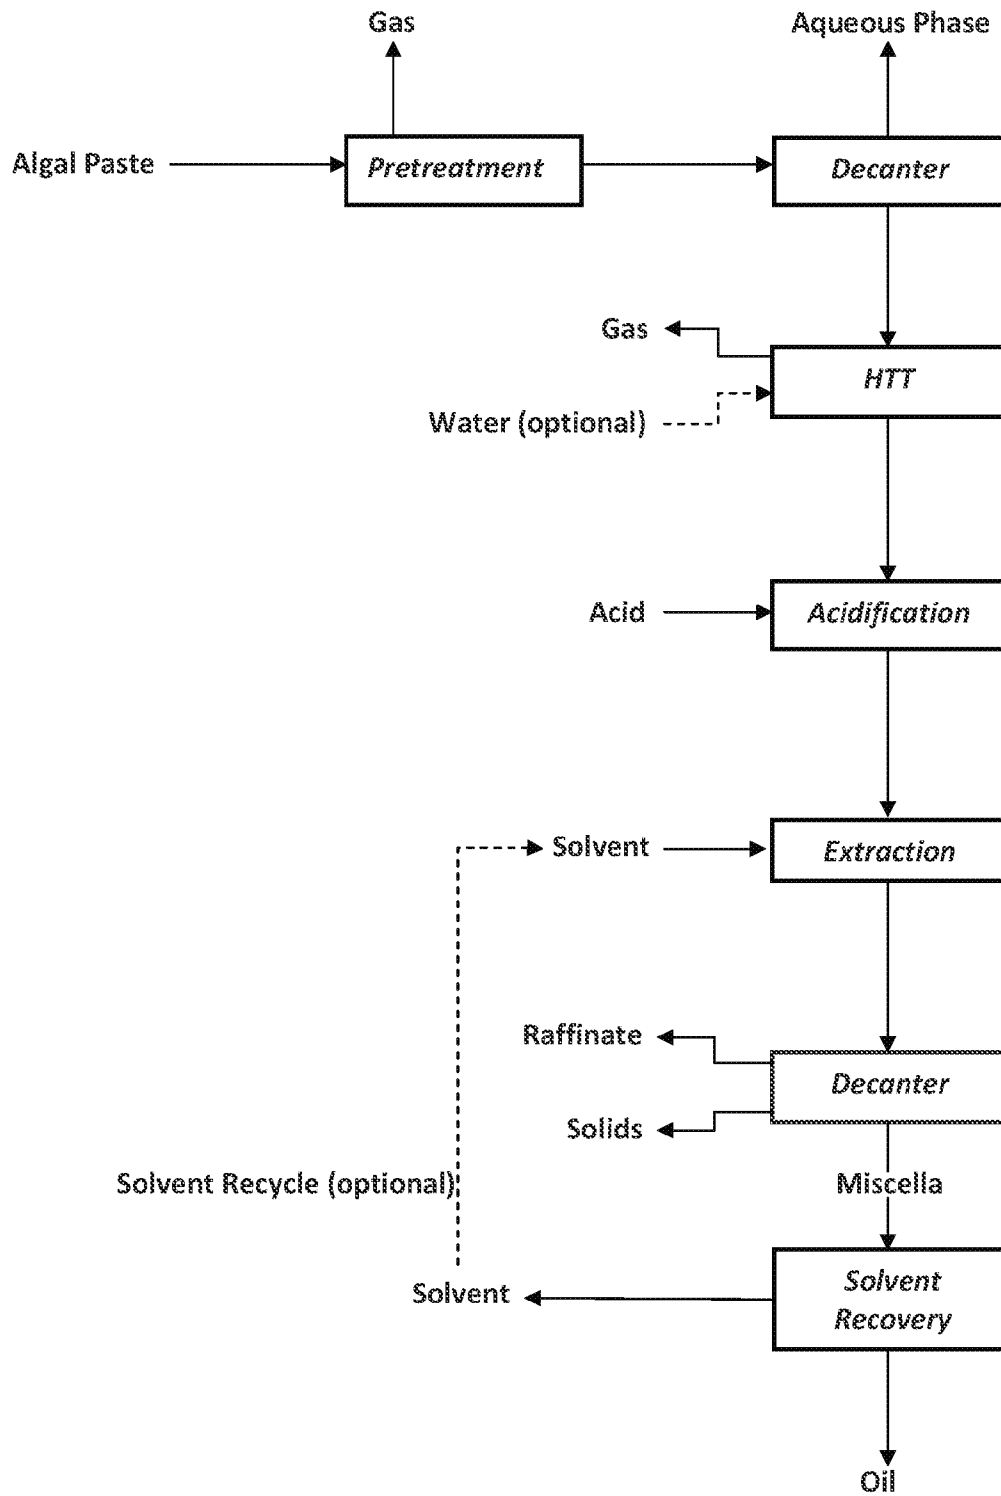 Gas
Aqueous Phase
Algal Paste
Pretreatment
Decanter
Gas
HTT
Water (optional)
Acid
Acidification
Solvent
Extraction
Raffinate
Decanter
Solids
Solvent Recycle (optional)
Miscella
Solvent
Solvent
Recovery
Oil